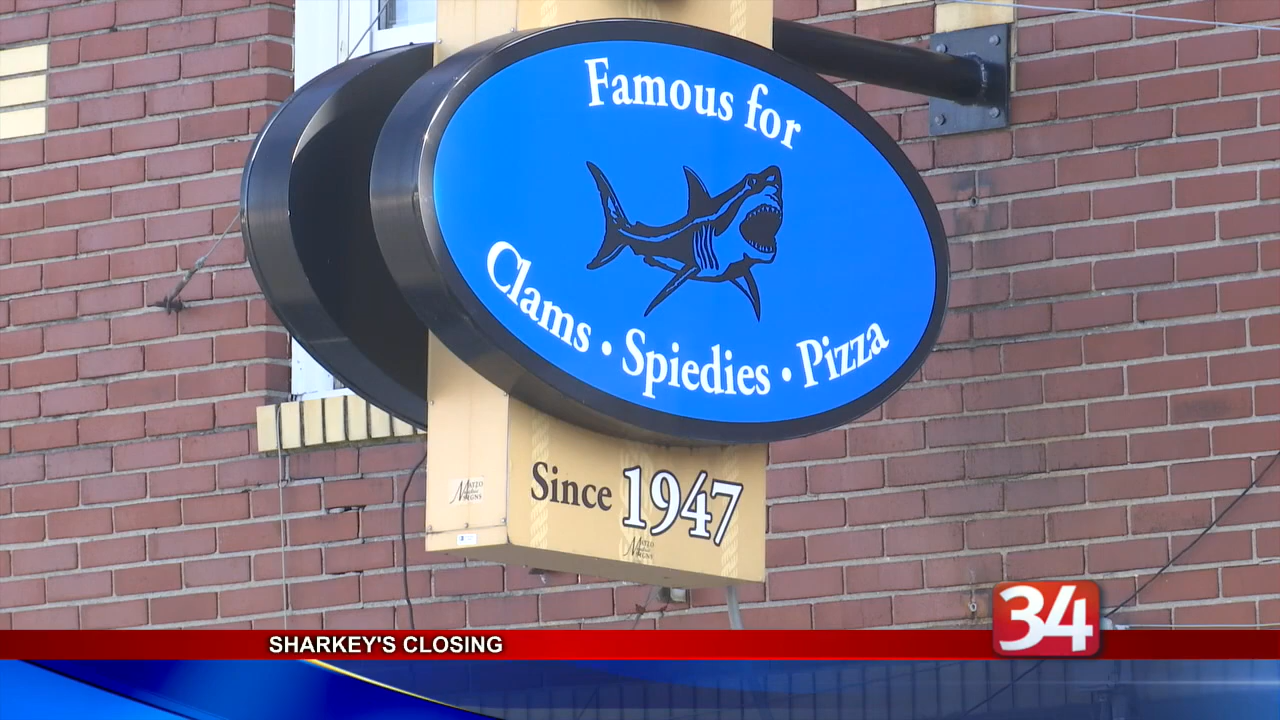 Famous for
Clams · Spiedies · Pizza
Since 1947
34
SHARKEY'S CLOSING